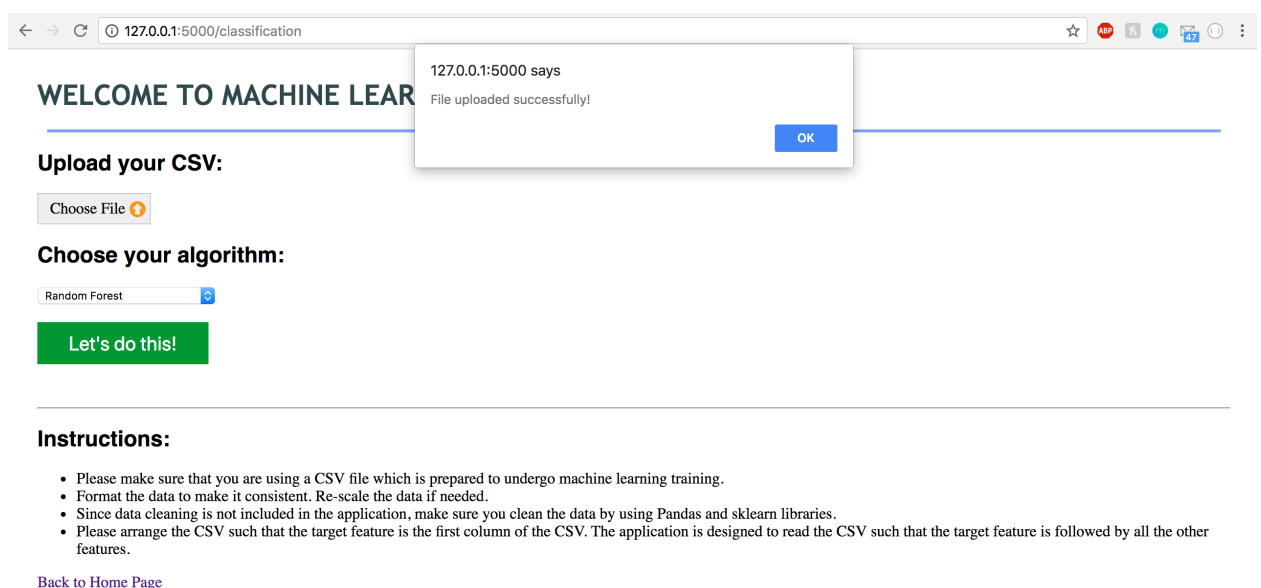 127.0.0.1:5000/classification
ABP
47
127.0.0.1:5000 says
File uploaded successfully!
OK
WELCOME TO MACHINE LEAR
Upload your CSV:
Choose File
Choose your algorithm:
Random Forest
Let's do this!
Instructions:
• Please make sure that you are using a CSV file which is prepared to undergo machine learning training.
• Format the data to make it consistent. Re-scale the data if needed.
• Since data cleaning is not included in the application, make sure you clean the data by using Pandas and sklearn libraries.
• Please arrange the CSV such that the target feature is the first column of the CSV. The application is designed to read the CSV such that the target feature is followed by all the other
features.
Back to Home Page